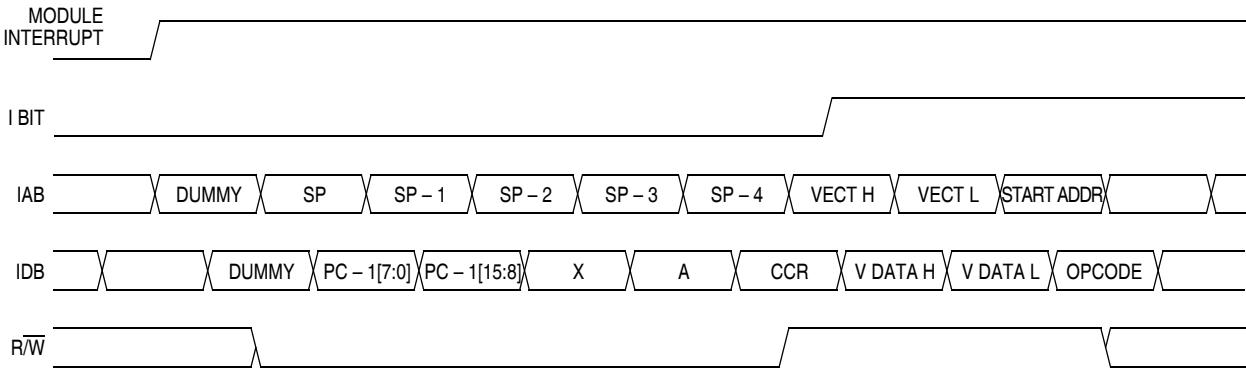 MODULE
INTERRUPT
I BIT
IAB DUMMY SP SP – 1 SP – 2 SP – 3 SP – 4 VECT H VECT L START ADDR
IDB DUMMY PC – 1[7:0] PC – 1[15:8] X A CCR V DATA H V DATA L OPCODE
R/W